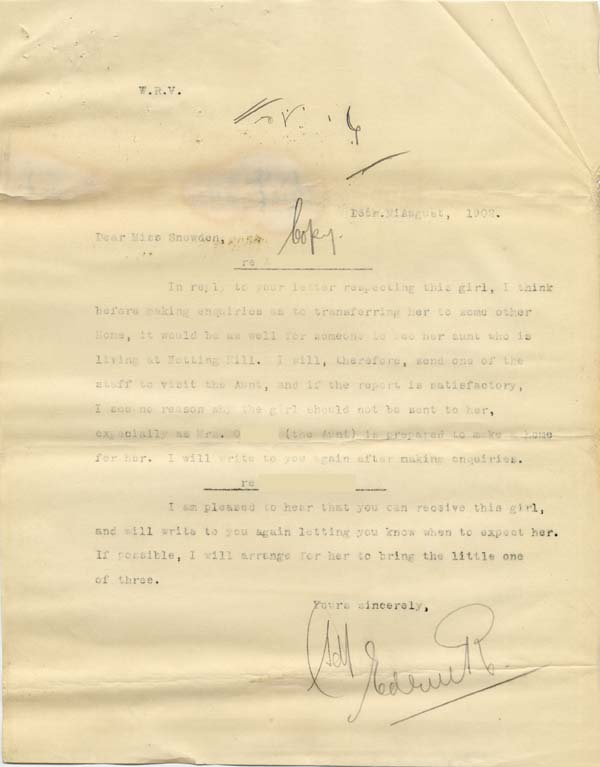 W.R.V.
August, 1902.
Dear Miss Snowden,
Copy.
re
In reply to your letter respecting this girl, I think
before making enquiries as to transferring her to some other
Home, it would be as well for someone to see her aunt who is
living at Notting Hill. I will, therefore, send one of the
staff to visit the Aunt, and if the report is satisfactory,
I see no reason why the girl should not be sent to her,
especially as Mrs. O (the Aunt) is prepared to make a home
for her. I will write to you again after making enquiries.
re
I am pleased to hear that you can receive this girl,
and will write to you again letting you know when to expect her.
If possible, I will arrange for her to bring the little one
of three.
Yours sincerely,